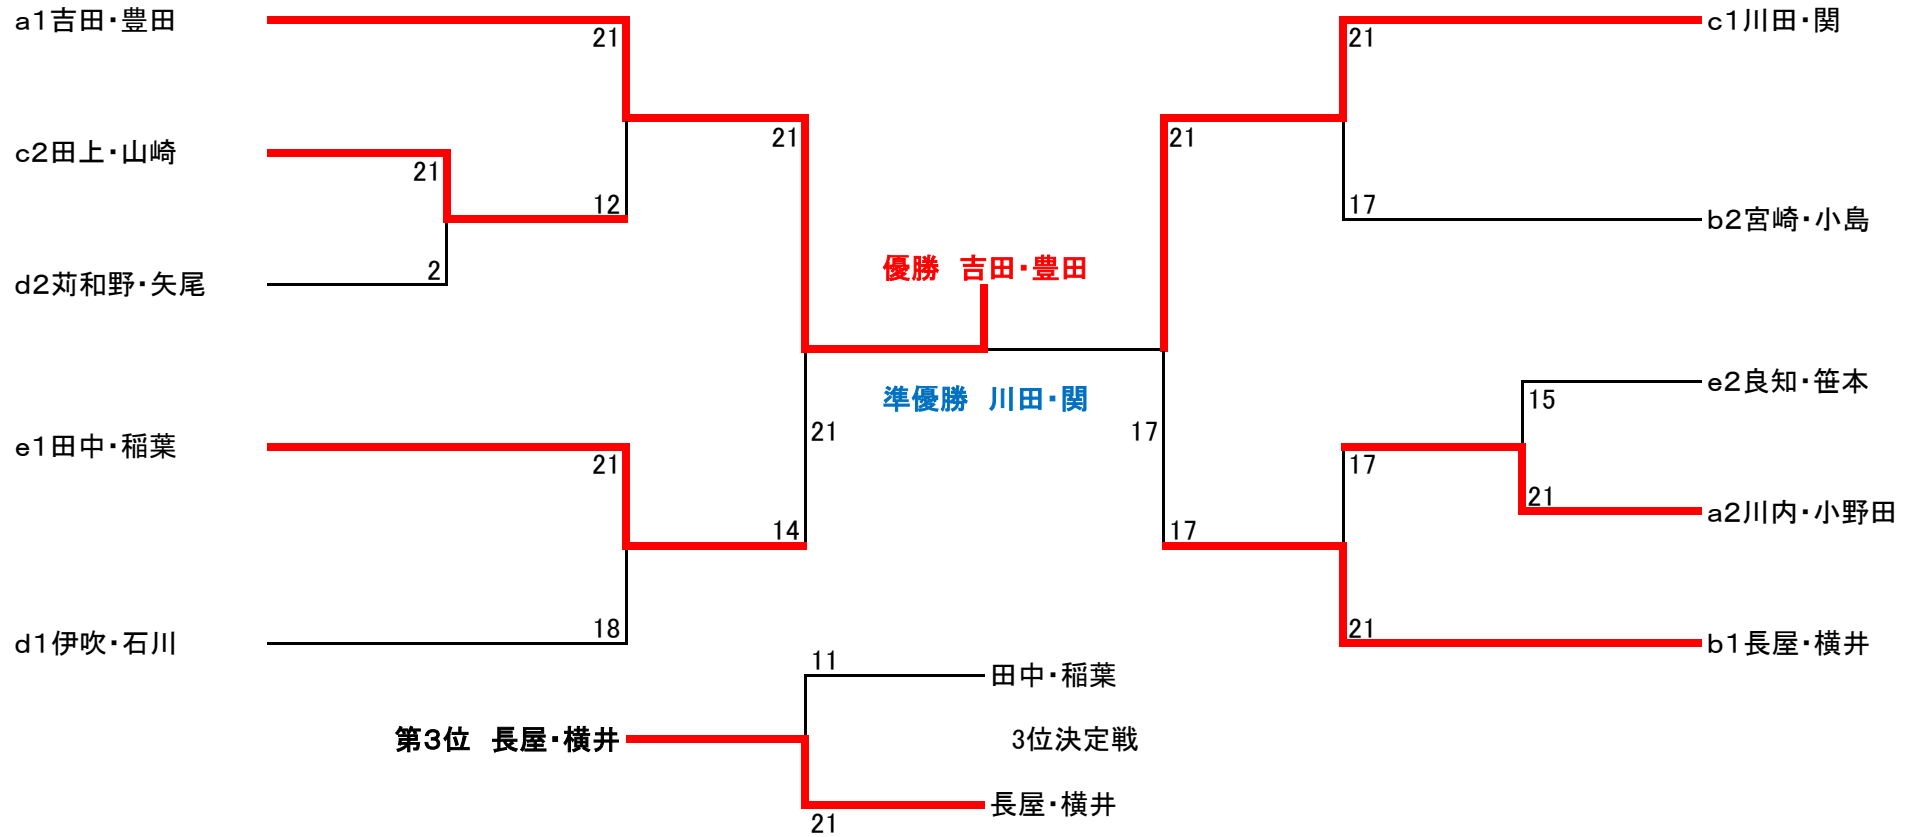 a1吉田・豊田
21
c2田上・山崎
21
12
d2苅和野・矢尾
2
21
e1田中・稲葉
21
14
d1伊吹・石川
18
優勝　吉田・豊田
準優勝　川田・関
21
17
c1川田・関
21
21
b2宮崎・小島
17
e2良知・笹本
15
17
a2川内・小野田
21
17
b1長屋・横井
21
11
田中・稲葉
第3位　長屋・横井
3位決定戦
長屋・横井
21